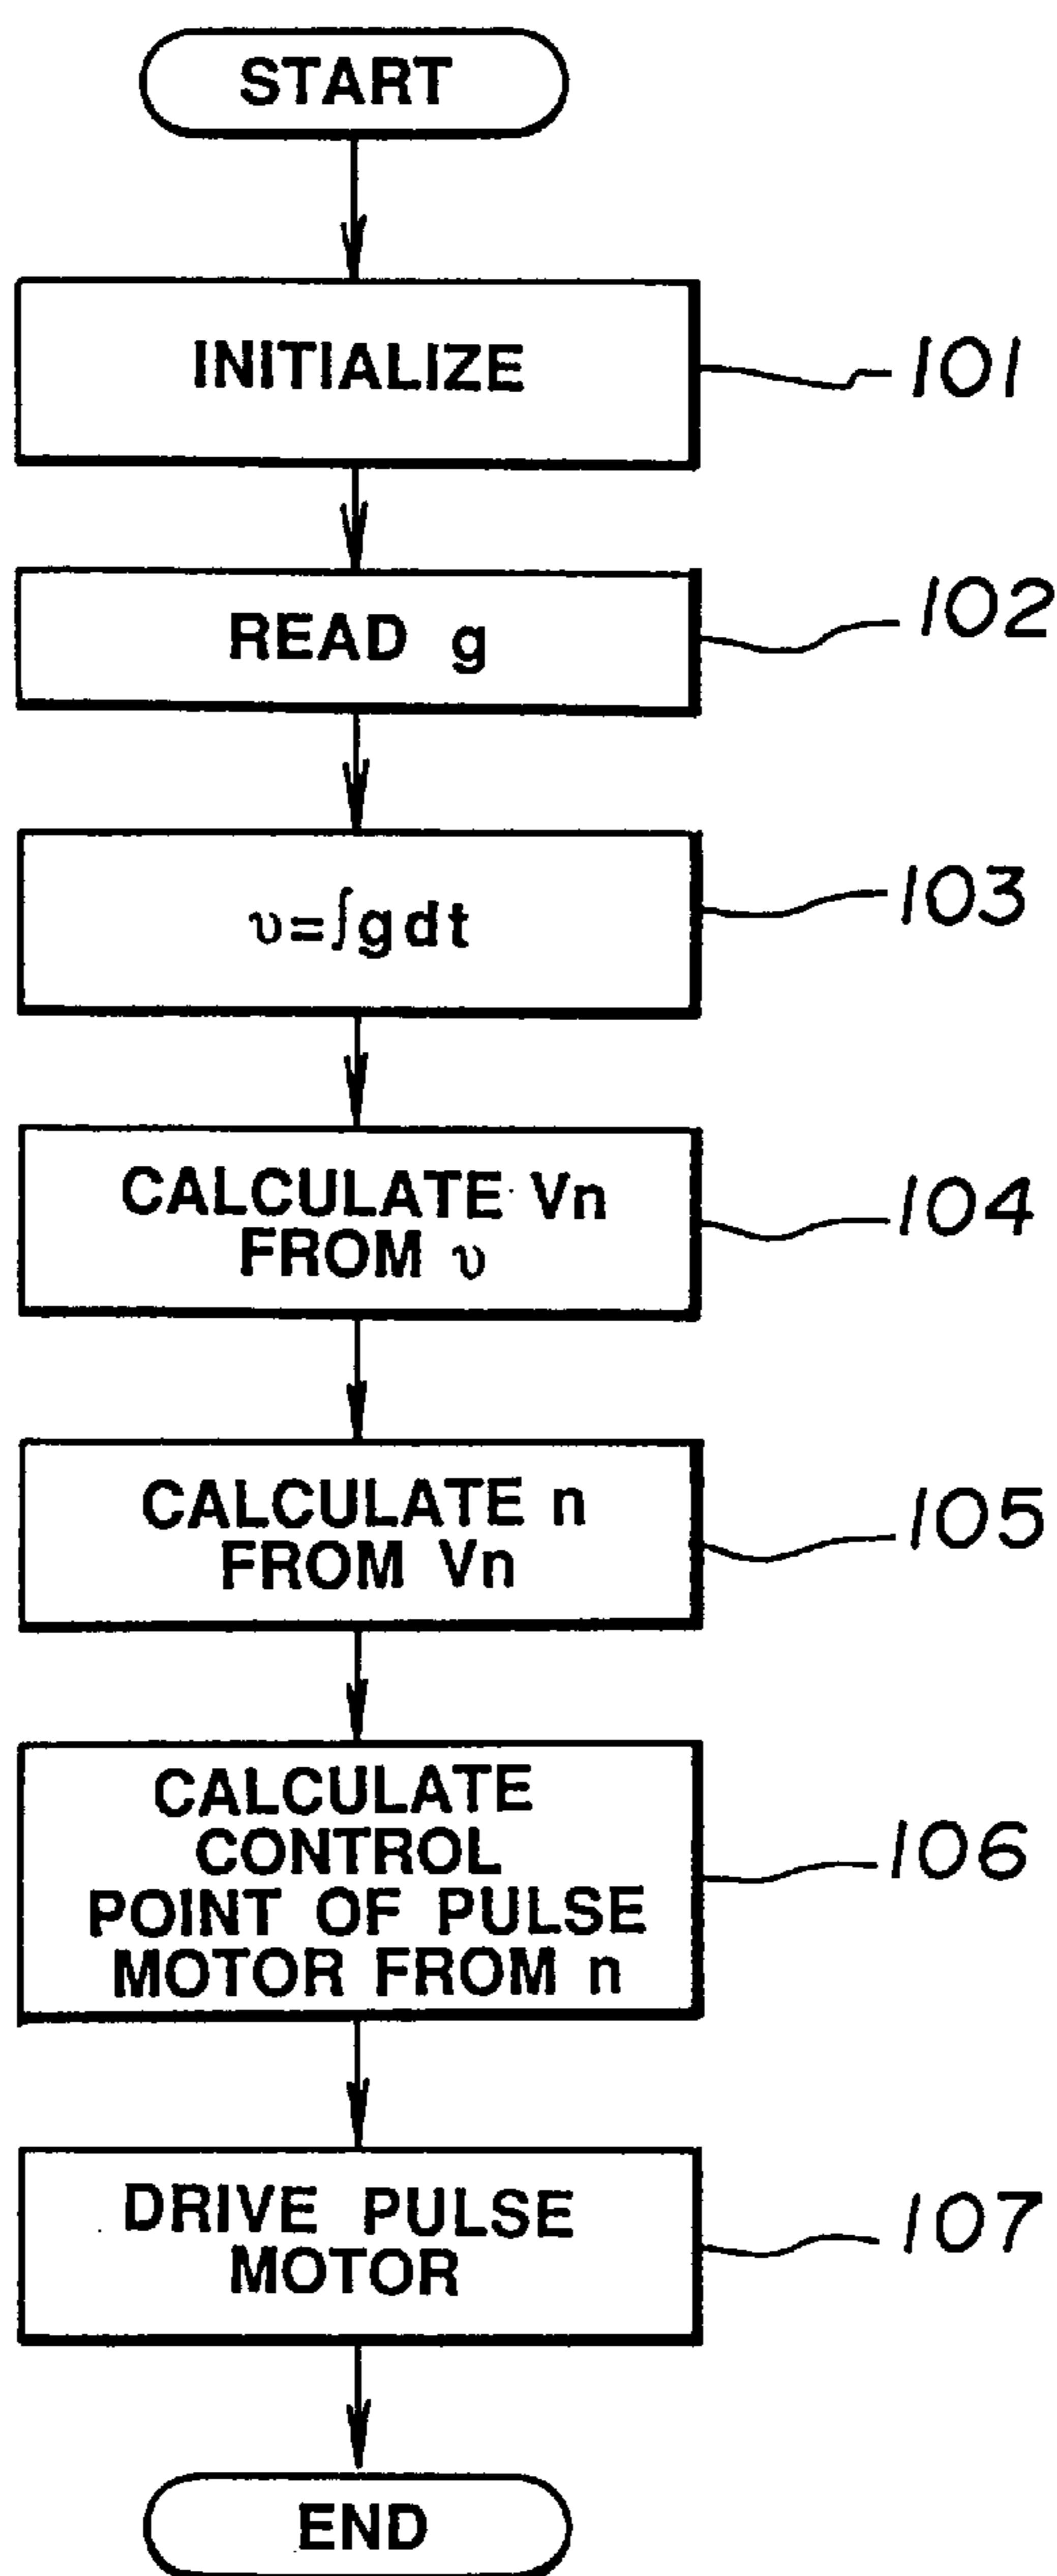 START
INITIALIZE
101
READ g
102
υ=∫gdt
103
CALCULATE Vn
FROM υ
104
CALCULATE n
FROM Vn
105
CALCULATE
CONTROL
POINT OF PULSE
MOTOR FROM n
106
DRIVE PULSE
MOTOR
107
END